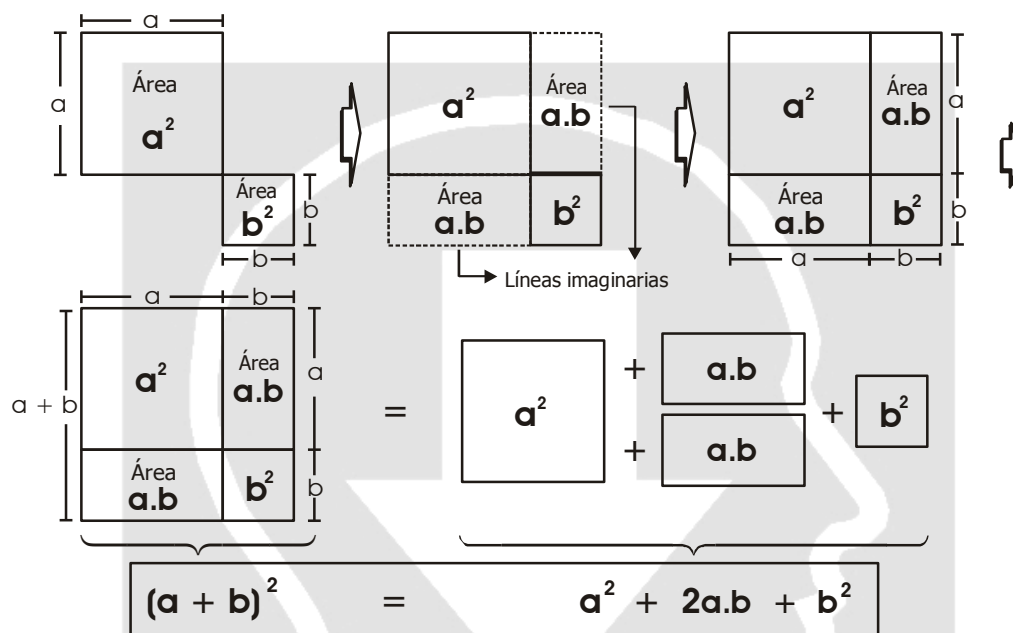 a
a
Área
a²
Área
b²
b
b
a²
Área
a.b
Área
a.b
b²
Líneas imaginarias
a²
Área
a.b
Área
a.b
b²
a
b
a
b
a
b
a + b
a²
Área
a.b
Área
a.b
b²
a
b
=
a²
+
a.b
+
a.b
+
b²
(a + b)² = a² + 2a.b + b²